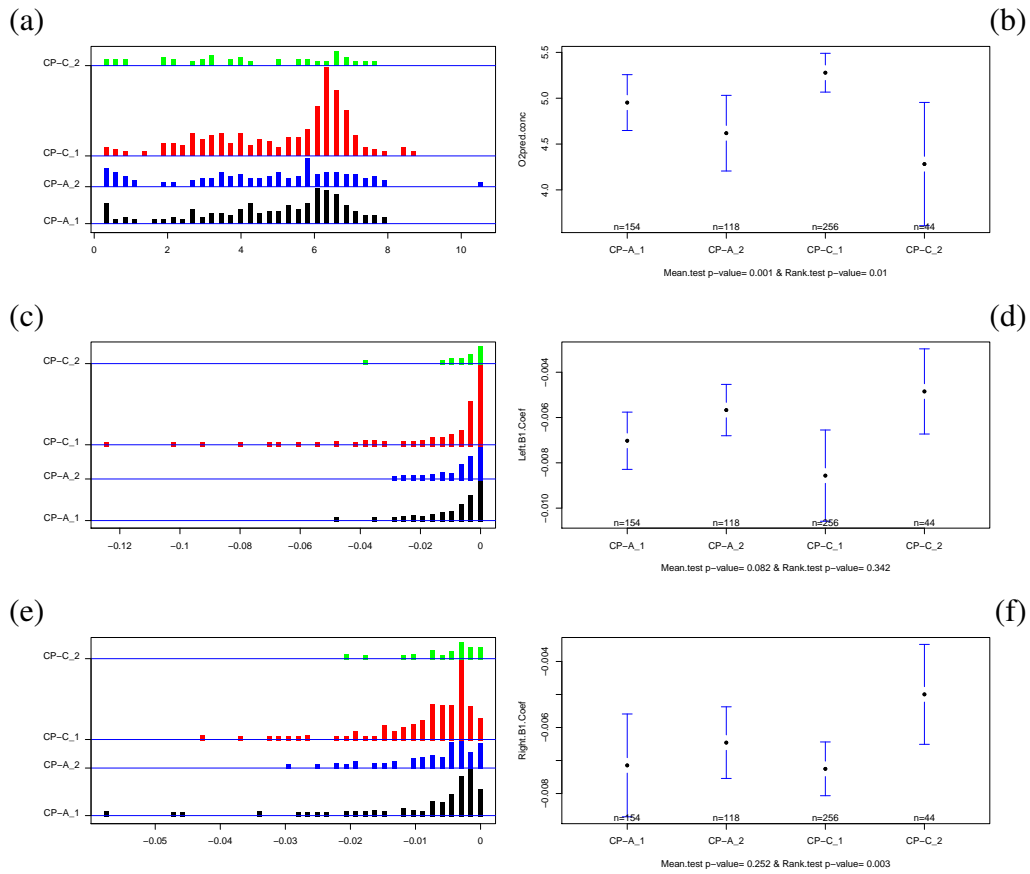 (a)
(b)
CP-C_2
CP-C_1
CP-A_2
CP-A_1
0 2 4 6 8 10
O2pred.conc
5.5
5.0
4.5
4.0
n=154 n=118 n=256 n=44
CP-A_1 CP-A_2 CP-C_1 CP-C_2
Mean.test p-value= 0.001 & Rank.test p-value= 0.01
(c)
(d)
CP-C_2
CP-C_1
CP-A_2
CP-A_1
-0.12 -0.1 -0.08 -0.06 -0.04 -0.02 0
Left.B1.Coef
-0.004
-0.006
-0.008
-0.010
n=154 n=118 n=256 n=44
CP-A_1 CP-A_2 CP-C_1 CP-C_2
Mean.test p-value= 0.082 & Rank.test p-value= 0.342
(e)
(f)
CP-C_2
CP-C_1
CP-A_2
CP-A_1
-0.05 -0.04 -0.03 -0.02 -0.01 0
Right.B1.Coef
-0.004
-0.006
-0.008
n=154 n=118 n=256 n=44
CP-A_1 CP-A_2 CP-C_1 CP-C_2
Mean.test p-value= 0.252 & Rank.test p-value= 0.003